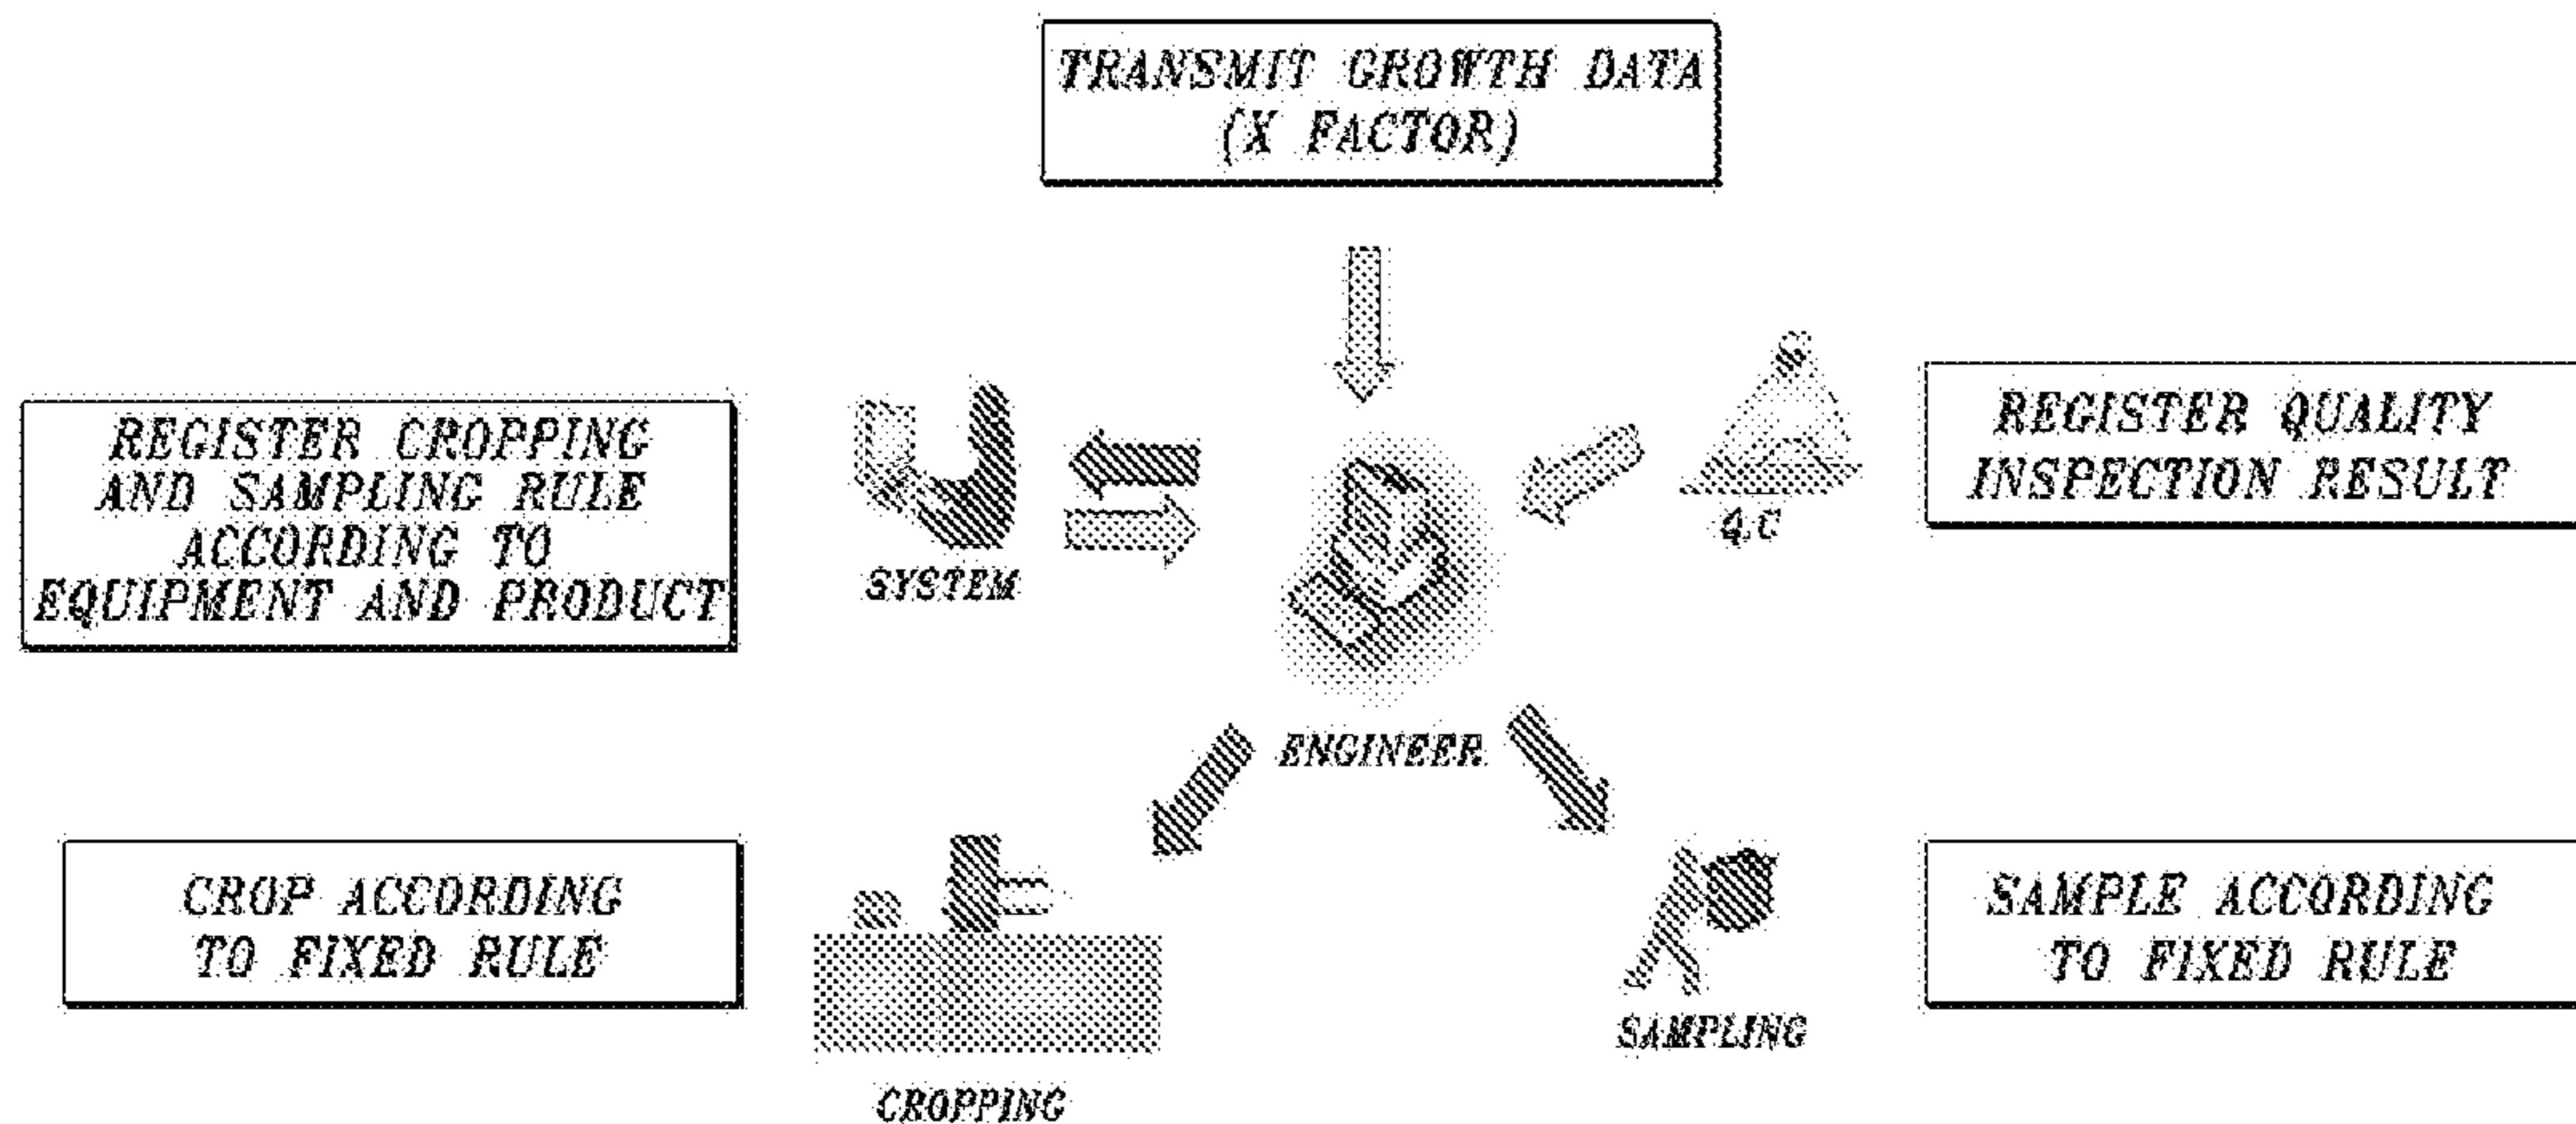 TRANSMIT GROWTH DATA
(X FACTOR)
REGISTER CROPPING
AND SAMPLING RULE
ACCORDING TO
EQUIPMENT AND PRODUCT
SYSTEM
Q,C
REGISTER QUALITY
INSPECTION RESULT
ENGINEER
CROP ACCORDING
TO FIXED RULE
CROPPING
SAMPLING
SAMPLE ACCORDING
TO FIXED RULE